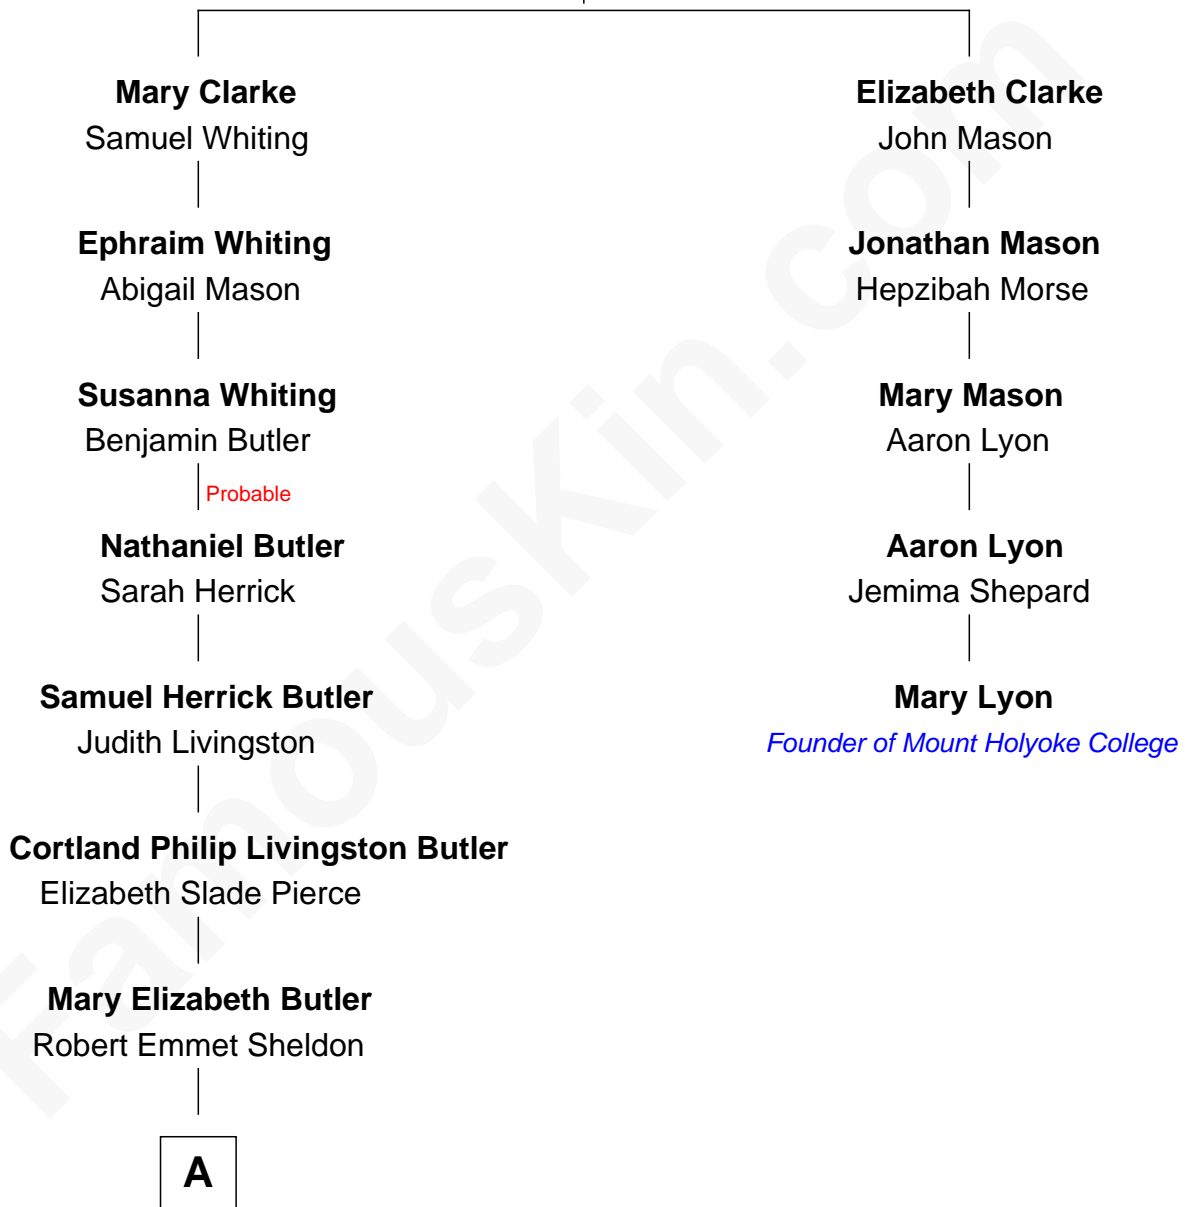 Mary Clarke
Samuel Whiting
Ephraim Whiting
Abigail Mason
Susanna Whiting
Benjamin Butler
Probable
Nathaniel Butler
Sarah Herrick
Samuel Herrick Butler
Judith Livingston
Cortland Philip Livingston Butler
Elizabeth Slade Pierce
Mary Elizabeth Butler
Robert Emmet Sheldon
A
Elizabeth Clarke
John Mason
Jonathan Mason
Hepzibah Morse
Mary Mason
Aaron Lyon
Aaron Lyon
Jemima Shepard
Mary Lyon
Founder of Mount Holyoke College
FamousKin.com